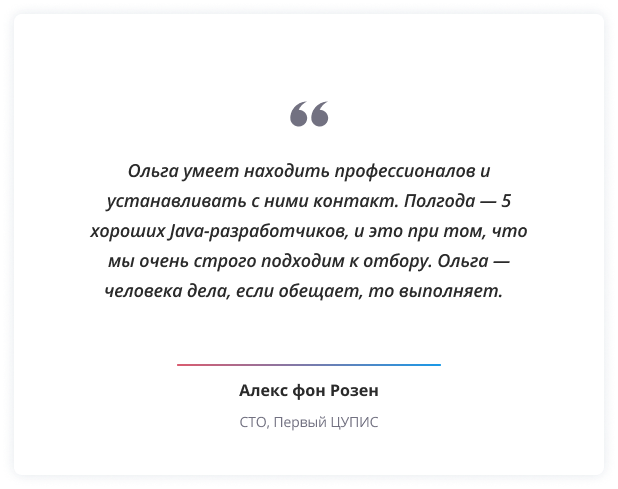 “
Ольга умеет находить профессионалов и
устанавливать с ними контакт. Полгода — 5
хороших Java-разработчиков, и это при том, что
мы очень строго подходим к отбору. Ольга —
человека дела, если обещает, то выполняет.
Алекс фон Розен
CTO, Первый ЦУПИС